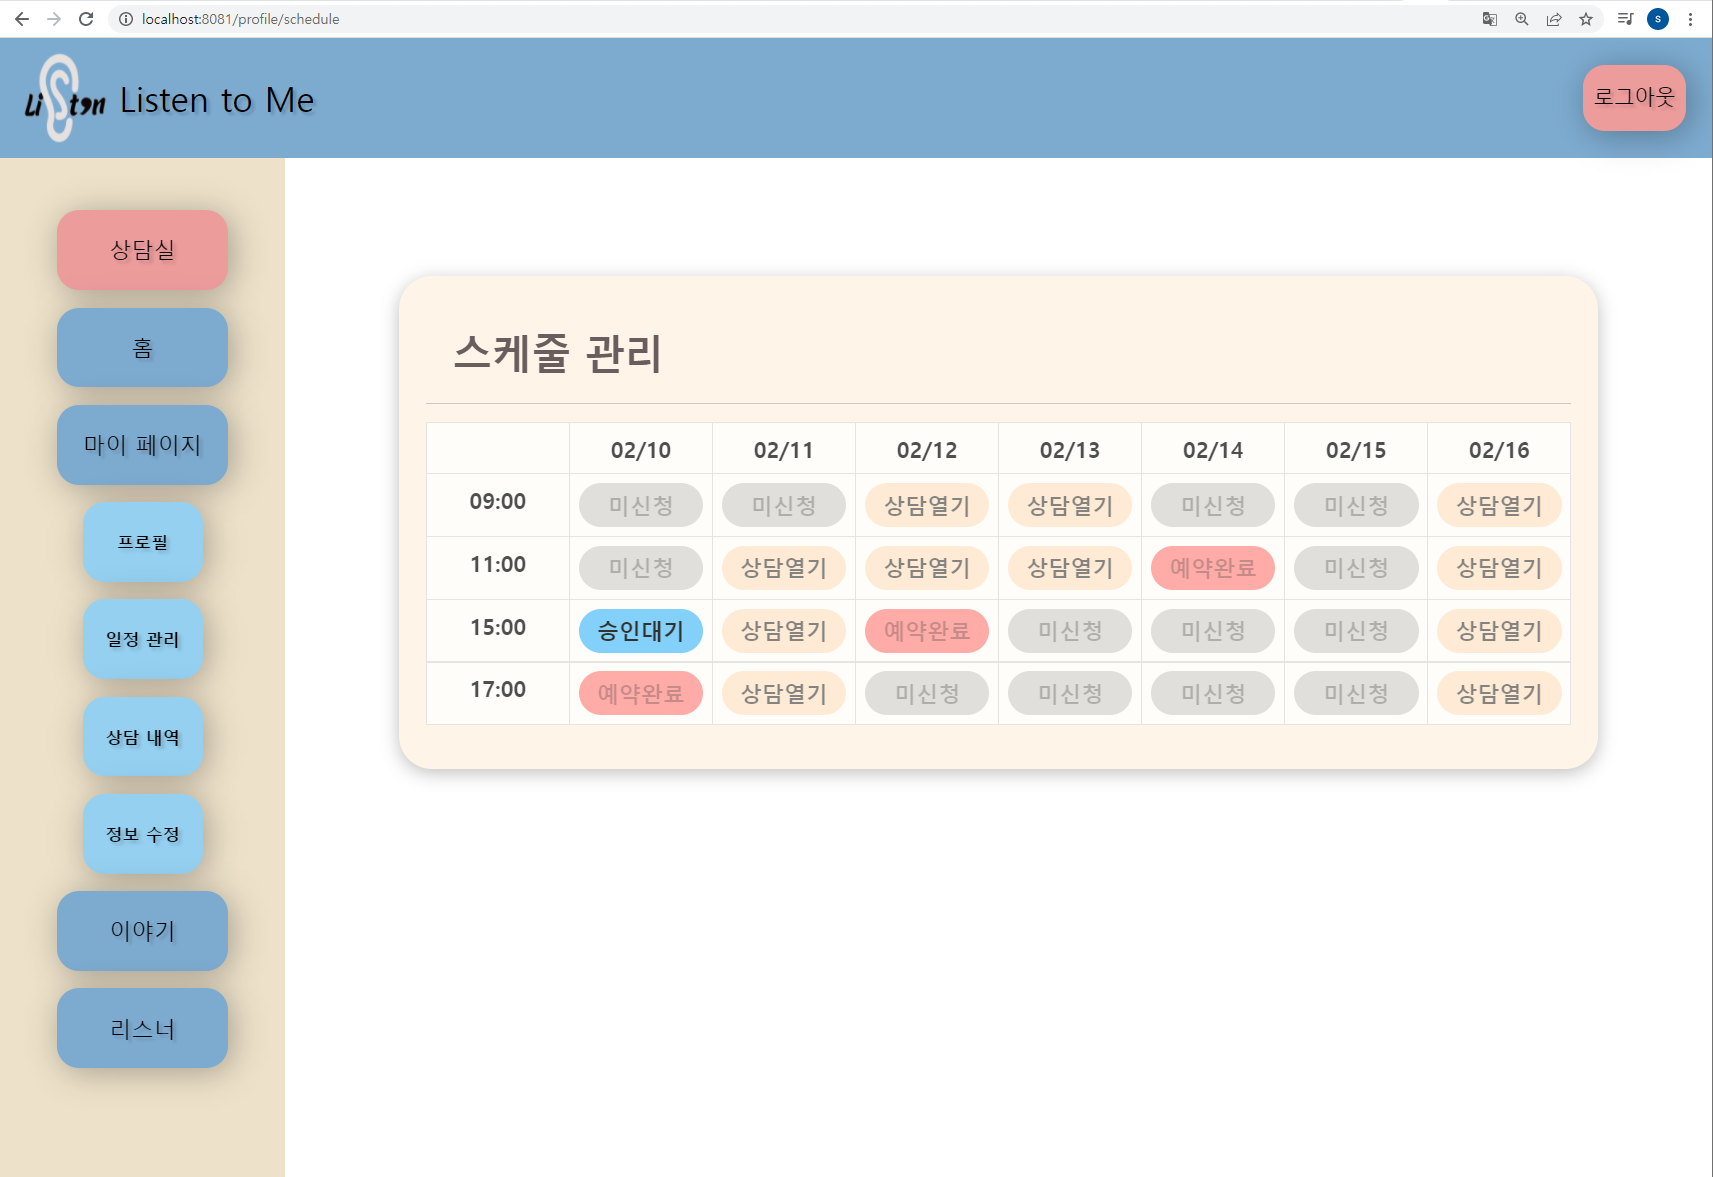 localhost:8081/profile/schedule
S
Listen
Listen to Me
로그아웃
상담실
홈
마이 페이지
프로필
일정 관리
상담 내역
정보 수정
이야기
리스너
스케줄 관리
02/10 02/11 02/12 02/13 02/14 02/15 02/16
09:00 미신청 미신청 상담열기 상담열기 미신청 미신청 상담열기
11:00 미신청 상담열기 상담열기 상담열기 예약완료 미신청 상담열기
15:00 승인대기 상담열기 예약완료 미신청 미신청 미신청 상담열기
17:00 예약완료 상담열기 미신청 미신청 미신청 미신청 상담열기